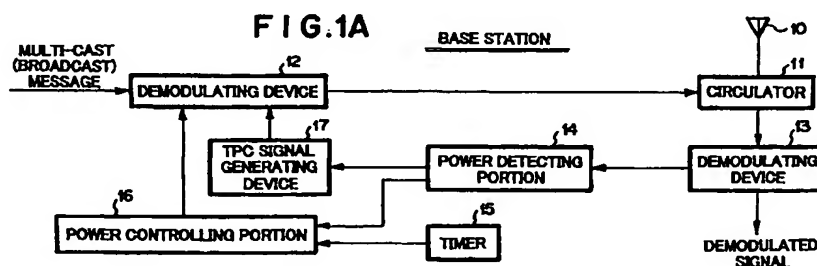 FIG.1A
BASE STATION
10
MULTI-CAST
(BROADCAST)
MESSAGE
12
DEMODULATING DEVICE
11
CIRCULATOR
17
TPC SIGNAL
GENERATING
DEVICE
14
POWER DETECTING
PORTION
13
DEMODULATING
DEVICE
16
POWER CONTROLLING PORTION
15
TIMER
DEMODULATED
SIGNAL